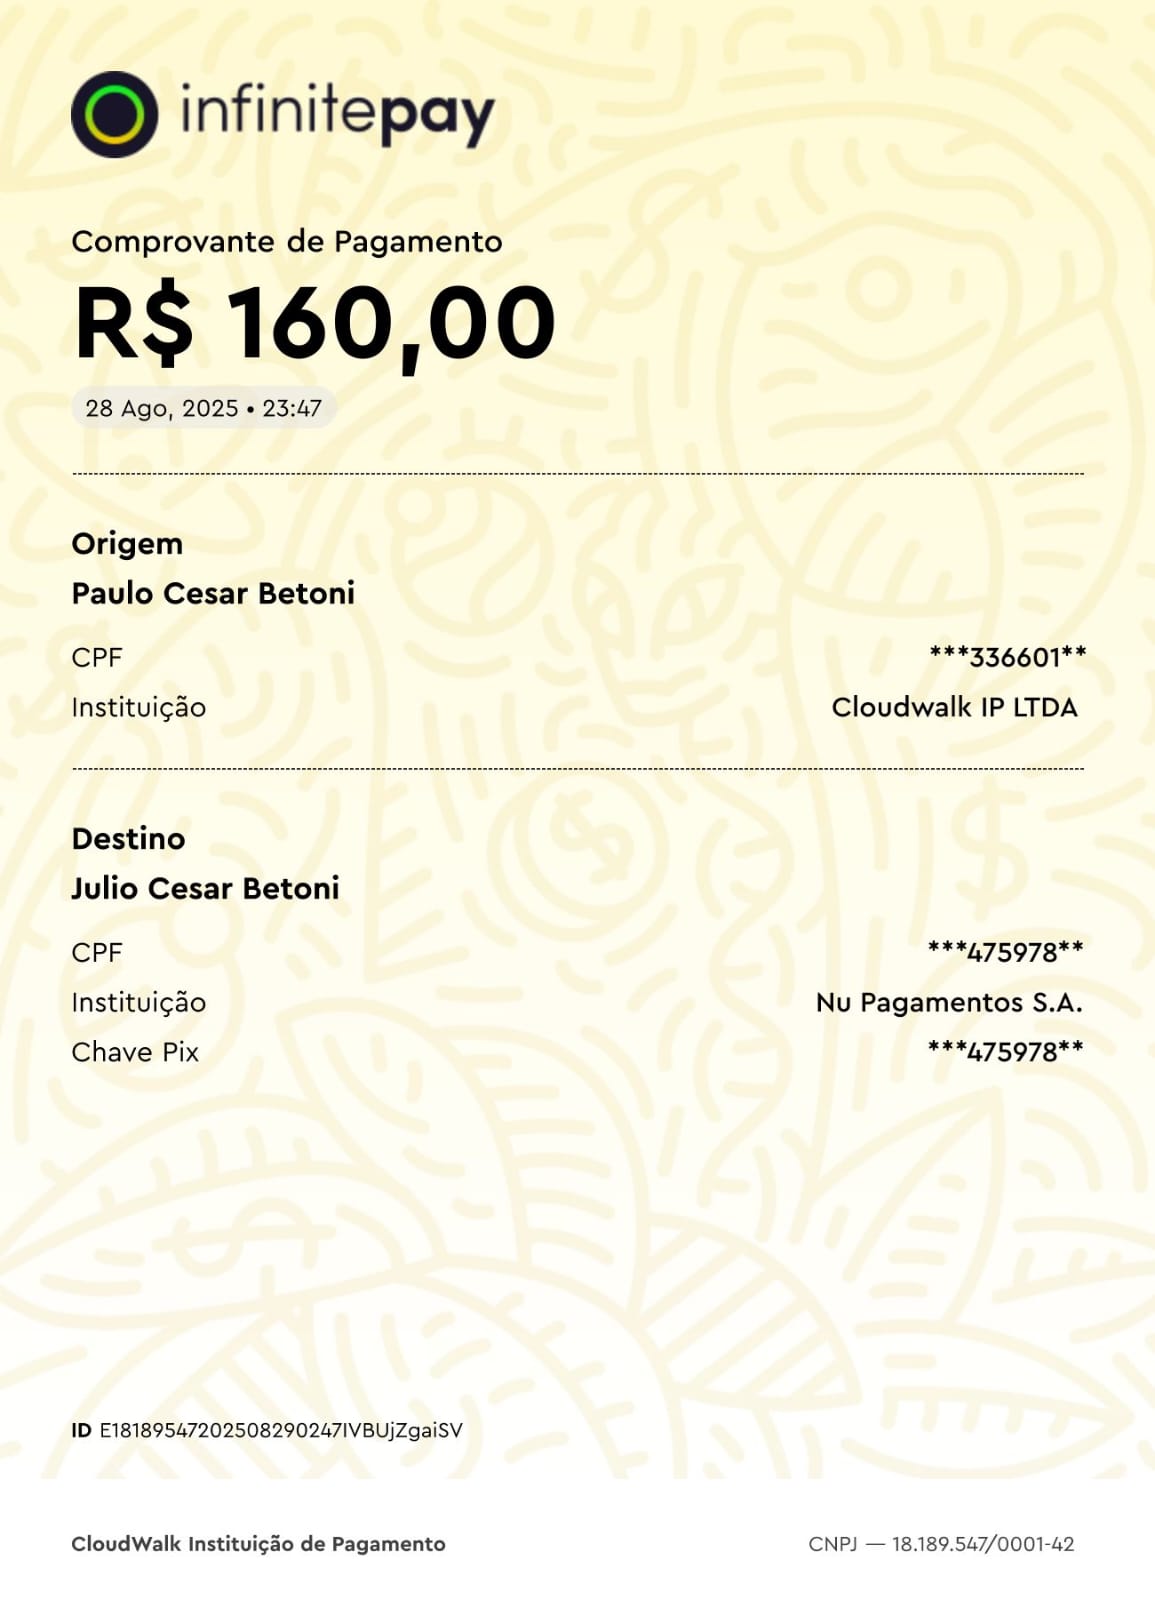 infinitepay
Comprovante de Pagamento
R$ 160,00
28 Ago, 2025 • 23:47
Origem
Paulo Cesar Betoni
CPF ***336601**
Instituição Cloudwalk IP LTDA
Destino
Julio Cesar Betoni
CPF ***475978**
Instituição Nu Pagamentos S.A.
Chave Pix ***475978**
ID E18189547202508290247IVBUjZgaiSV
CloudWalk Instituição de Pagamento CNPJ — 18.189.547/0001-42